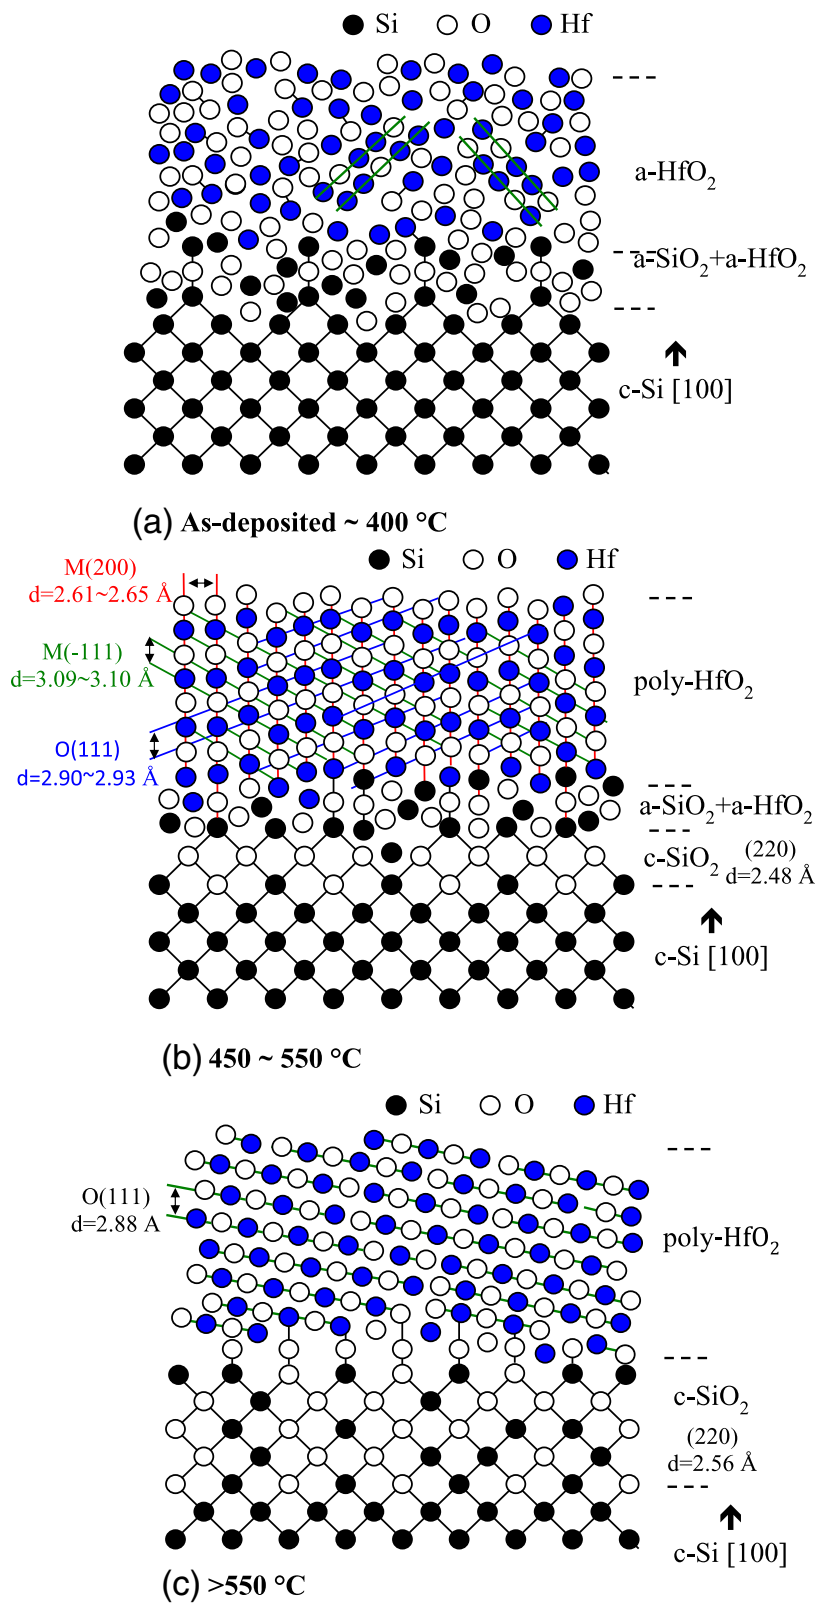 Si O Hf
a-HfO₂
a-SiO₂+a-HfO₂
c-Si [100]
(a) As-deposited ~ 400 °C
Si O Hf
M(200)
d=2.61~2.65 Å
M(-111)
d=3.09~3.10 Å
poly-HfO₂
O(111)
d=2.90~2.93 Å
a-SiO₂+a-HfO₂
c-SiO₂ (220)
d=2.48 Å
c-Si [100]
(b) 450 ~ 550 °C
Si O Hf
O(111)
d=2.88 A
poly-HfO₂
c-SiO₂
(220)
d=2.56 Å
c-Si [100]
(c) >550 °C